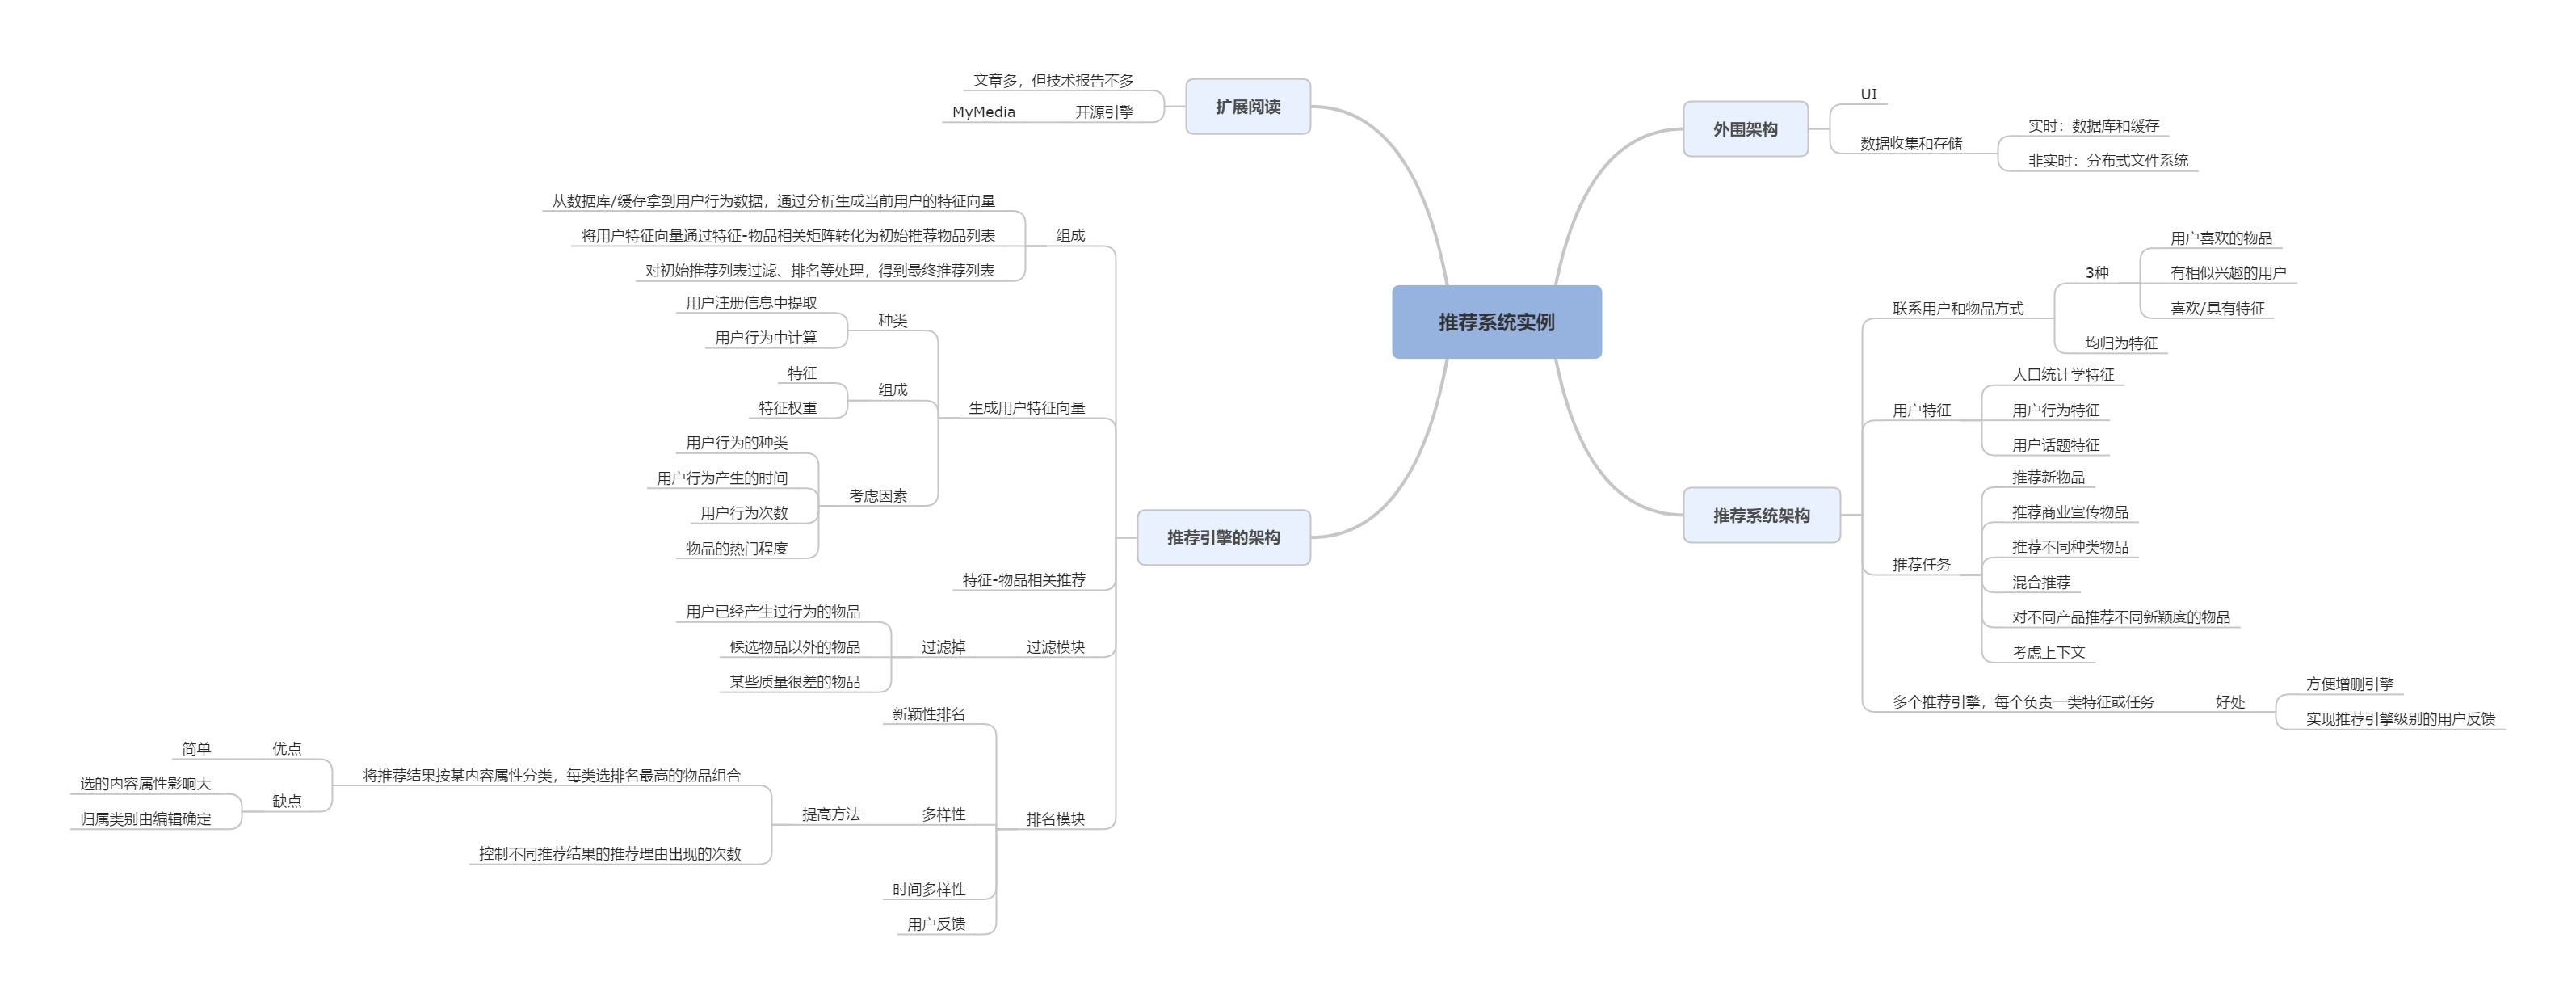 推荐系统实例
外围架构
UI
数据收集和存储
实时：数据库和缓存
非实时：分布式文件系统
推荐系统架构
联系用户和物品方式
3种
用户喜欢的物品
有相似兴趣的用户
喜欢/具有特征
均归为特征
用户特征
人口统计学特征
用户行为特征
用户话题特征
推荐任务
推荐新物品
推荐商业宣传物品
推荐不同种类物品
混合推荐
对不同产品推荐不同新颖度的物品
考虑上下文
多个推荐引擎，每个负责一类特征或任务
好处
方便增删引擎
实现推荐引擎级别的用户反馈
扩展阅读
文章多，但技术报告不多
开源引擎
MyMedia
推荐引擎的架构
组成
从数据库/缓存拿到用户行为数据，通过分析生成当前用户的特征向量
将用户特征向量通过特征-物品相关矩阵转化为初始推荐物品列表
对初始推荐列表过滤、排名等处理，得到最终推荐列表
生成用户特征向量
种类
用户注册信息中提取
用户行为中计算
组成
特征
特征权重
考虑因素
用户行为的种类
用户行为产生的时间
用户行为次数
物品的热门程度
特征-物品相关推荐
过滤模块
过滤掉
用户已经产生过行为的物品
候选物品以外的物品
某些质量很差的物品
排名模块
新颖性排名
多样性
提高方法
将推荐结果按某内容属性分类，每类选排名最高的物品组合
优点
简单
缺点
选的内容属性影响大
归属类别由编辑确定
控制不同推荐结果的推荐理由出现的次数
时间多样性
用户反馈